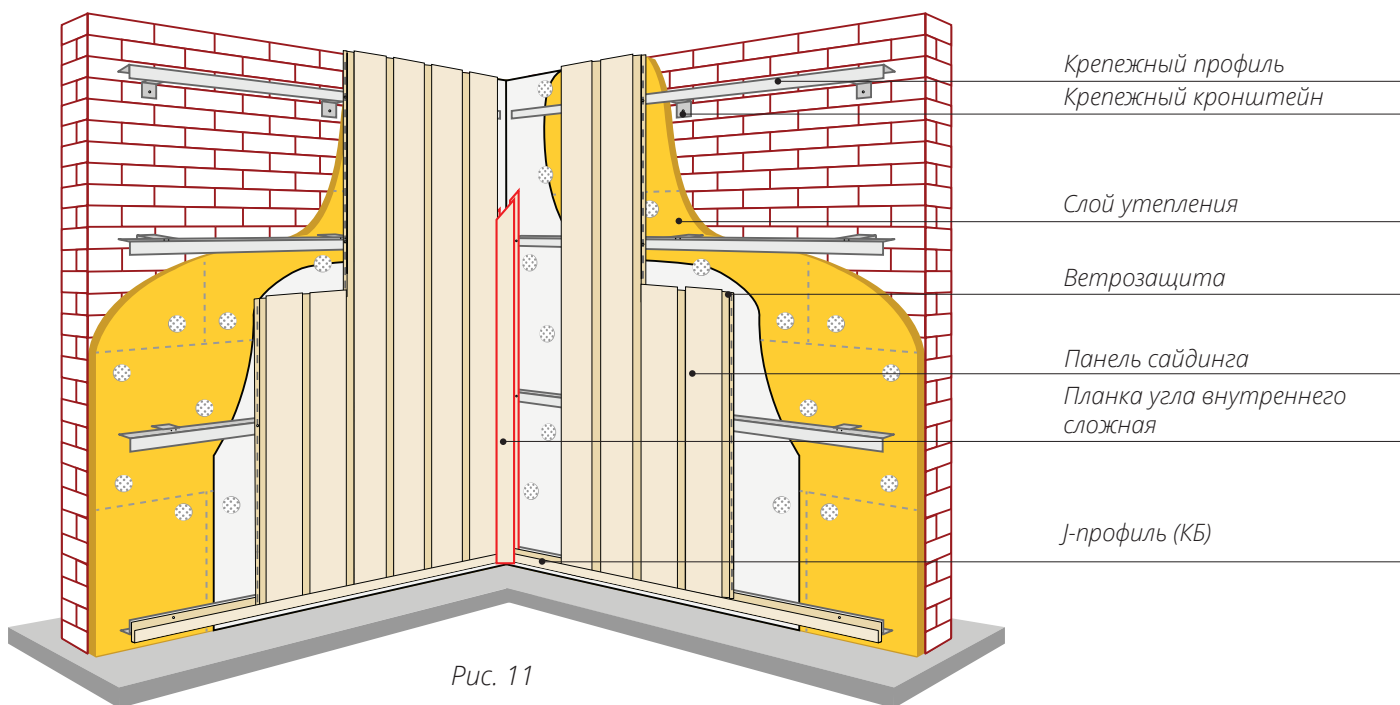 Крепежный профиль
Крепежный кронштейн
Слой утепления
Ветрозащита
Панель сайдинга
Планка угла внутреннего
сложная
J-профиль (КБ)
Рис. 11